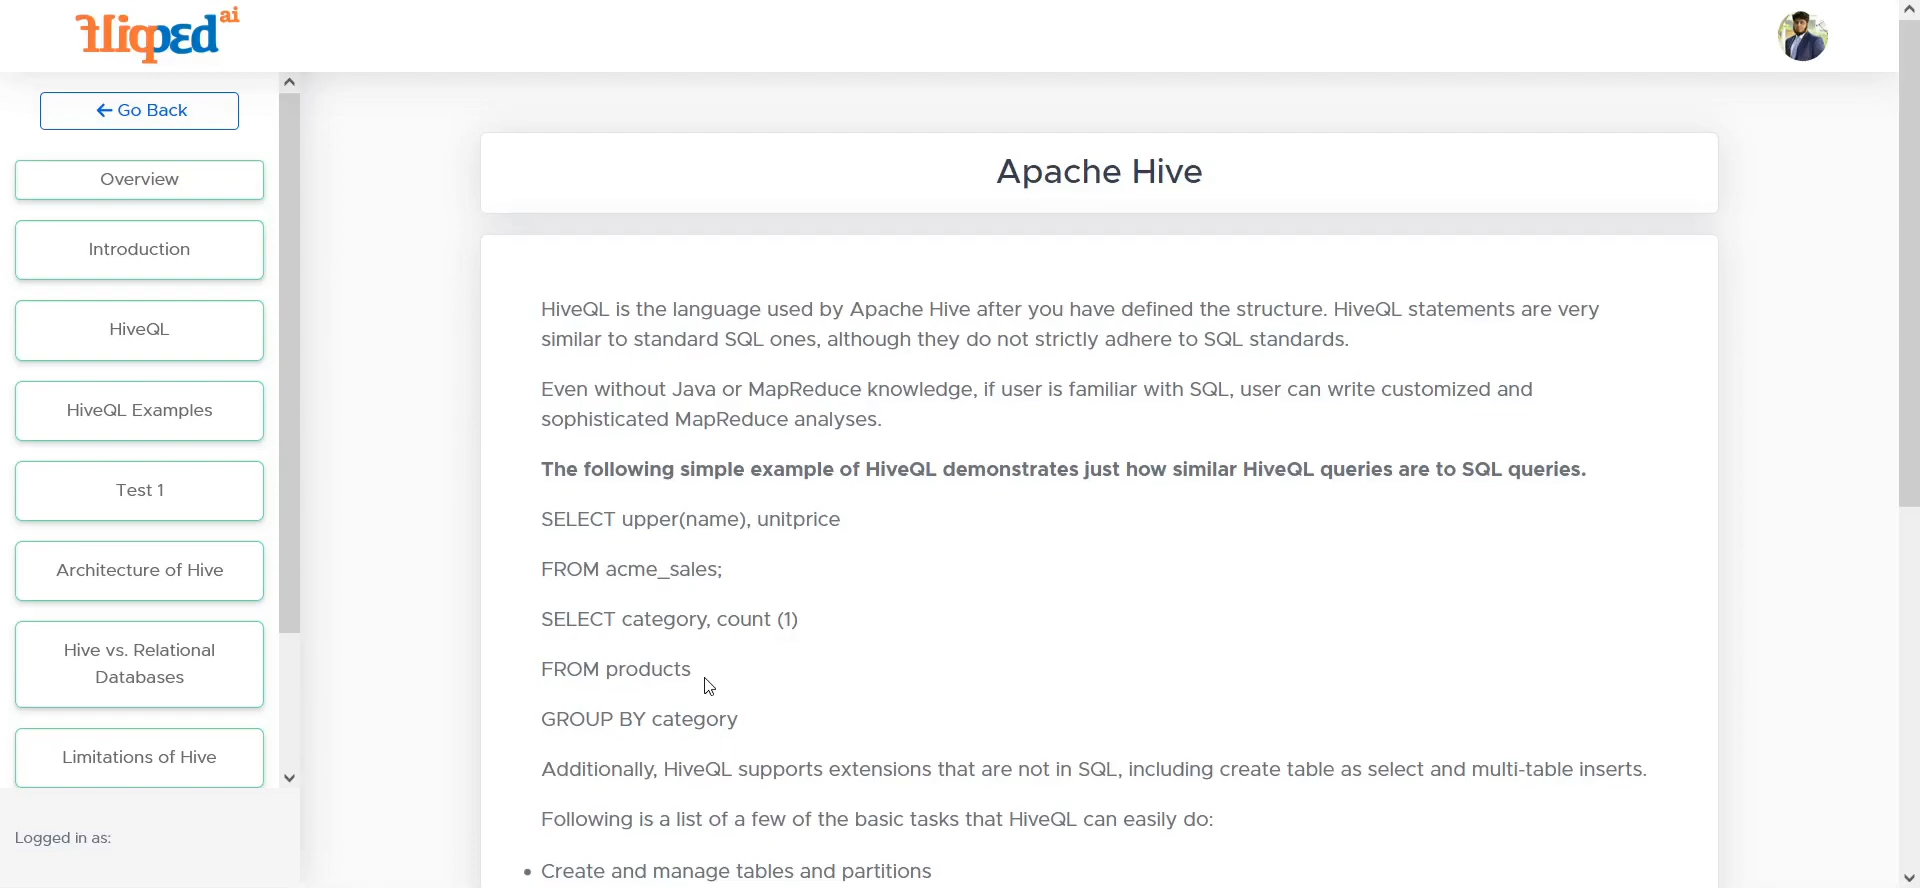 Flipped ai
Go Back
Overview
Introduction
HiveQL
HiveQL Examples
Test 1
Architecture of Hive
Hive vs. Relational
Databases
Limitations of Hive
Logged in as:
Apache Hive
HiveQL is the language used by Apache Hive after you have defined the structure. HiveQL statements are very
similar to standard SQL ones, although they do not strictly adhere to SQL standards.
Even without Java or MapReduce knowledge, if user is familiar with SQL, user can write customized and
sophisticated MapReduce analyses.
The following simple example of HiveQL demonstrates just how similar HiveQL queries are to SQL queries.
SELECT upper(name), unitprice
FROM acme_sales;
SELECT category, count (1)
FROM products
GROUP BY category
Additionally, HiveQL supports extensions that are not in SQL, including create table as select and multi-table inserts.
Following is a list of a few of the basic tasks that HiveQL can easily do:
• Create and manage tables and partitions